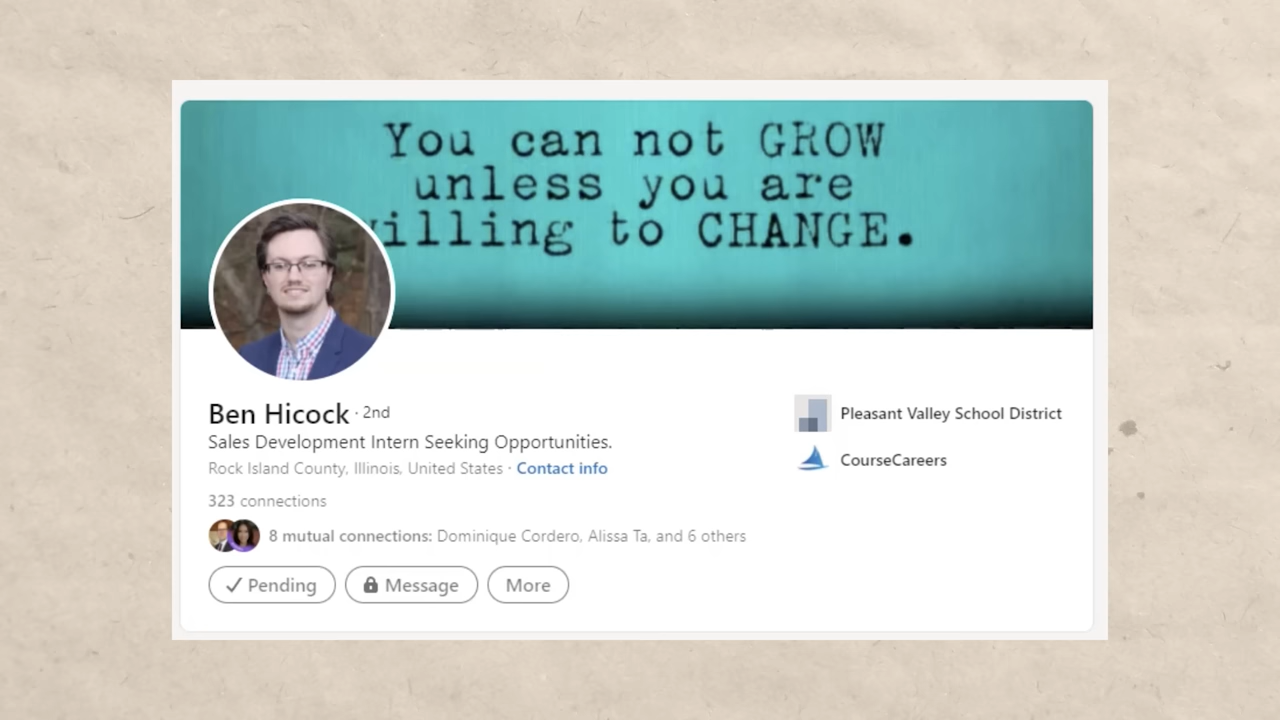 You can not GROW
unless you are
willing to CHANGE.
Ben Hicock · 2nd
Sales Development Intern Seeking Opportunities.
Rock Island County, Illinois, United States · Contact info
323 connections
8 mutual connections: Dominique Cordero, Alissa Ta, and 6 others
Pending
Message
More
Pleasant Valley School District
CourseCareers